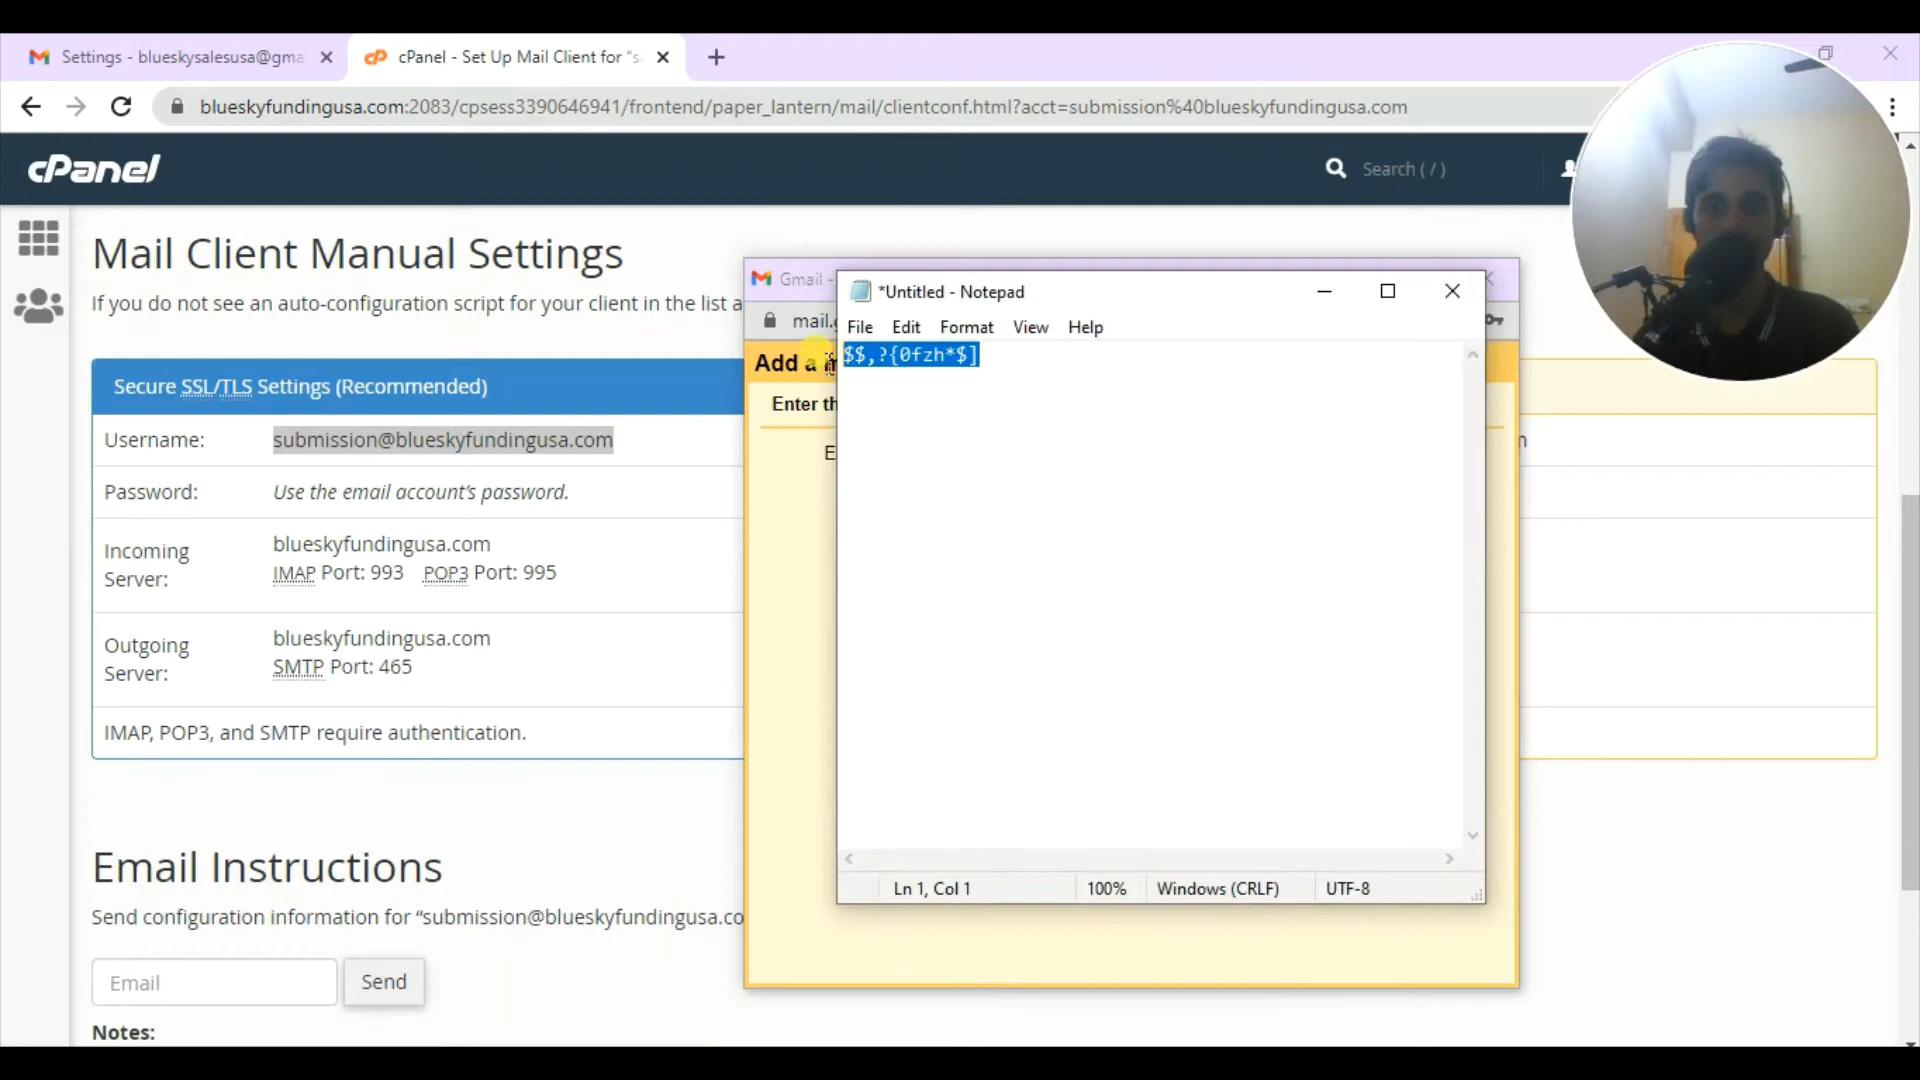 Settings - blueskysalesusa@gma
cPanel - Set Up Mail Client for "s
blueskyfundingusa.com:2083/cpsess3390646941/frontend/paper_lantern/mail/clientconf.html?acct=submission%40blueskyfundingusa.com
cPanel
Search ( / )
Mail Client Manual Settings
If you do not see an auto-configuration script for your client in the list a
Secure SSL/TLS Settings (Recommended)
Username: submission@blueskyfundingusa.com
Password: Use the email account's password.
Incoming Server: blueskyfundingusa.com
IMAP Port: 993 POP3 Port: 995
Outgoing Server: blueskyfundingusa.com
SMTP Port: 465
IMAP, POP3, and SMTP require authentication.
Email Instructions
Send configuration information for "submission@blueskyfundingusa.co
Email
Send
Notes:
Gmail -
mail.
Add a m
Enter th
E
*Untitled - Notepad
File Edit Format View Help
$$,?{0fzh*$]
Ln 1, Col 1
100%
Windows (CRLF)
UTF-8